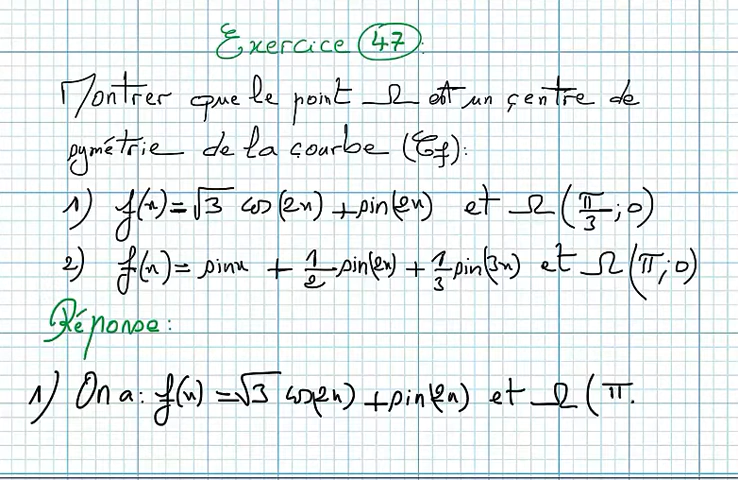 Exercice 47:
Montrer que le point Ω est un centre de
symétrie de la courbe (Cf):
1) f(x) = √3 cos(2x) + sin(2x) et Ω(π/3 ; 0)
2) f(x) = sinx + 1/2 sin(2x) + 1/3 sin(3x) et Ω(π ; 0)
Réponse:
1) On a: f(x) = √3 cos(2x) + sin(2x) et Ω (π